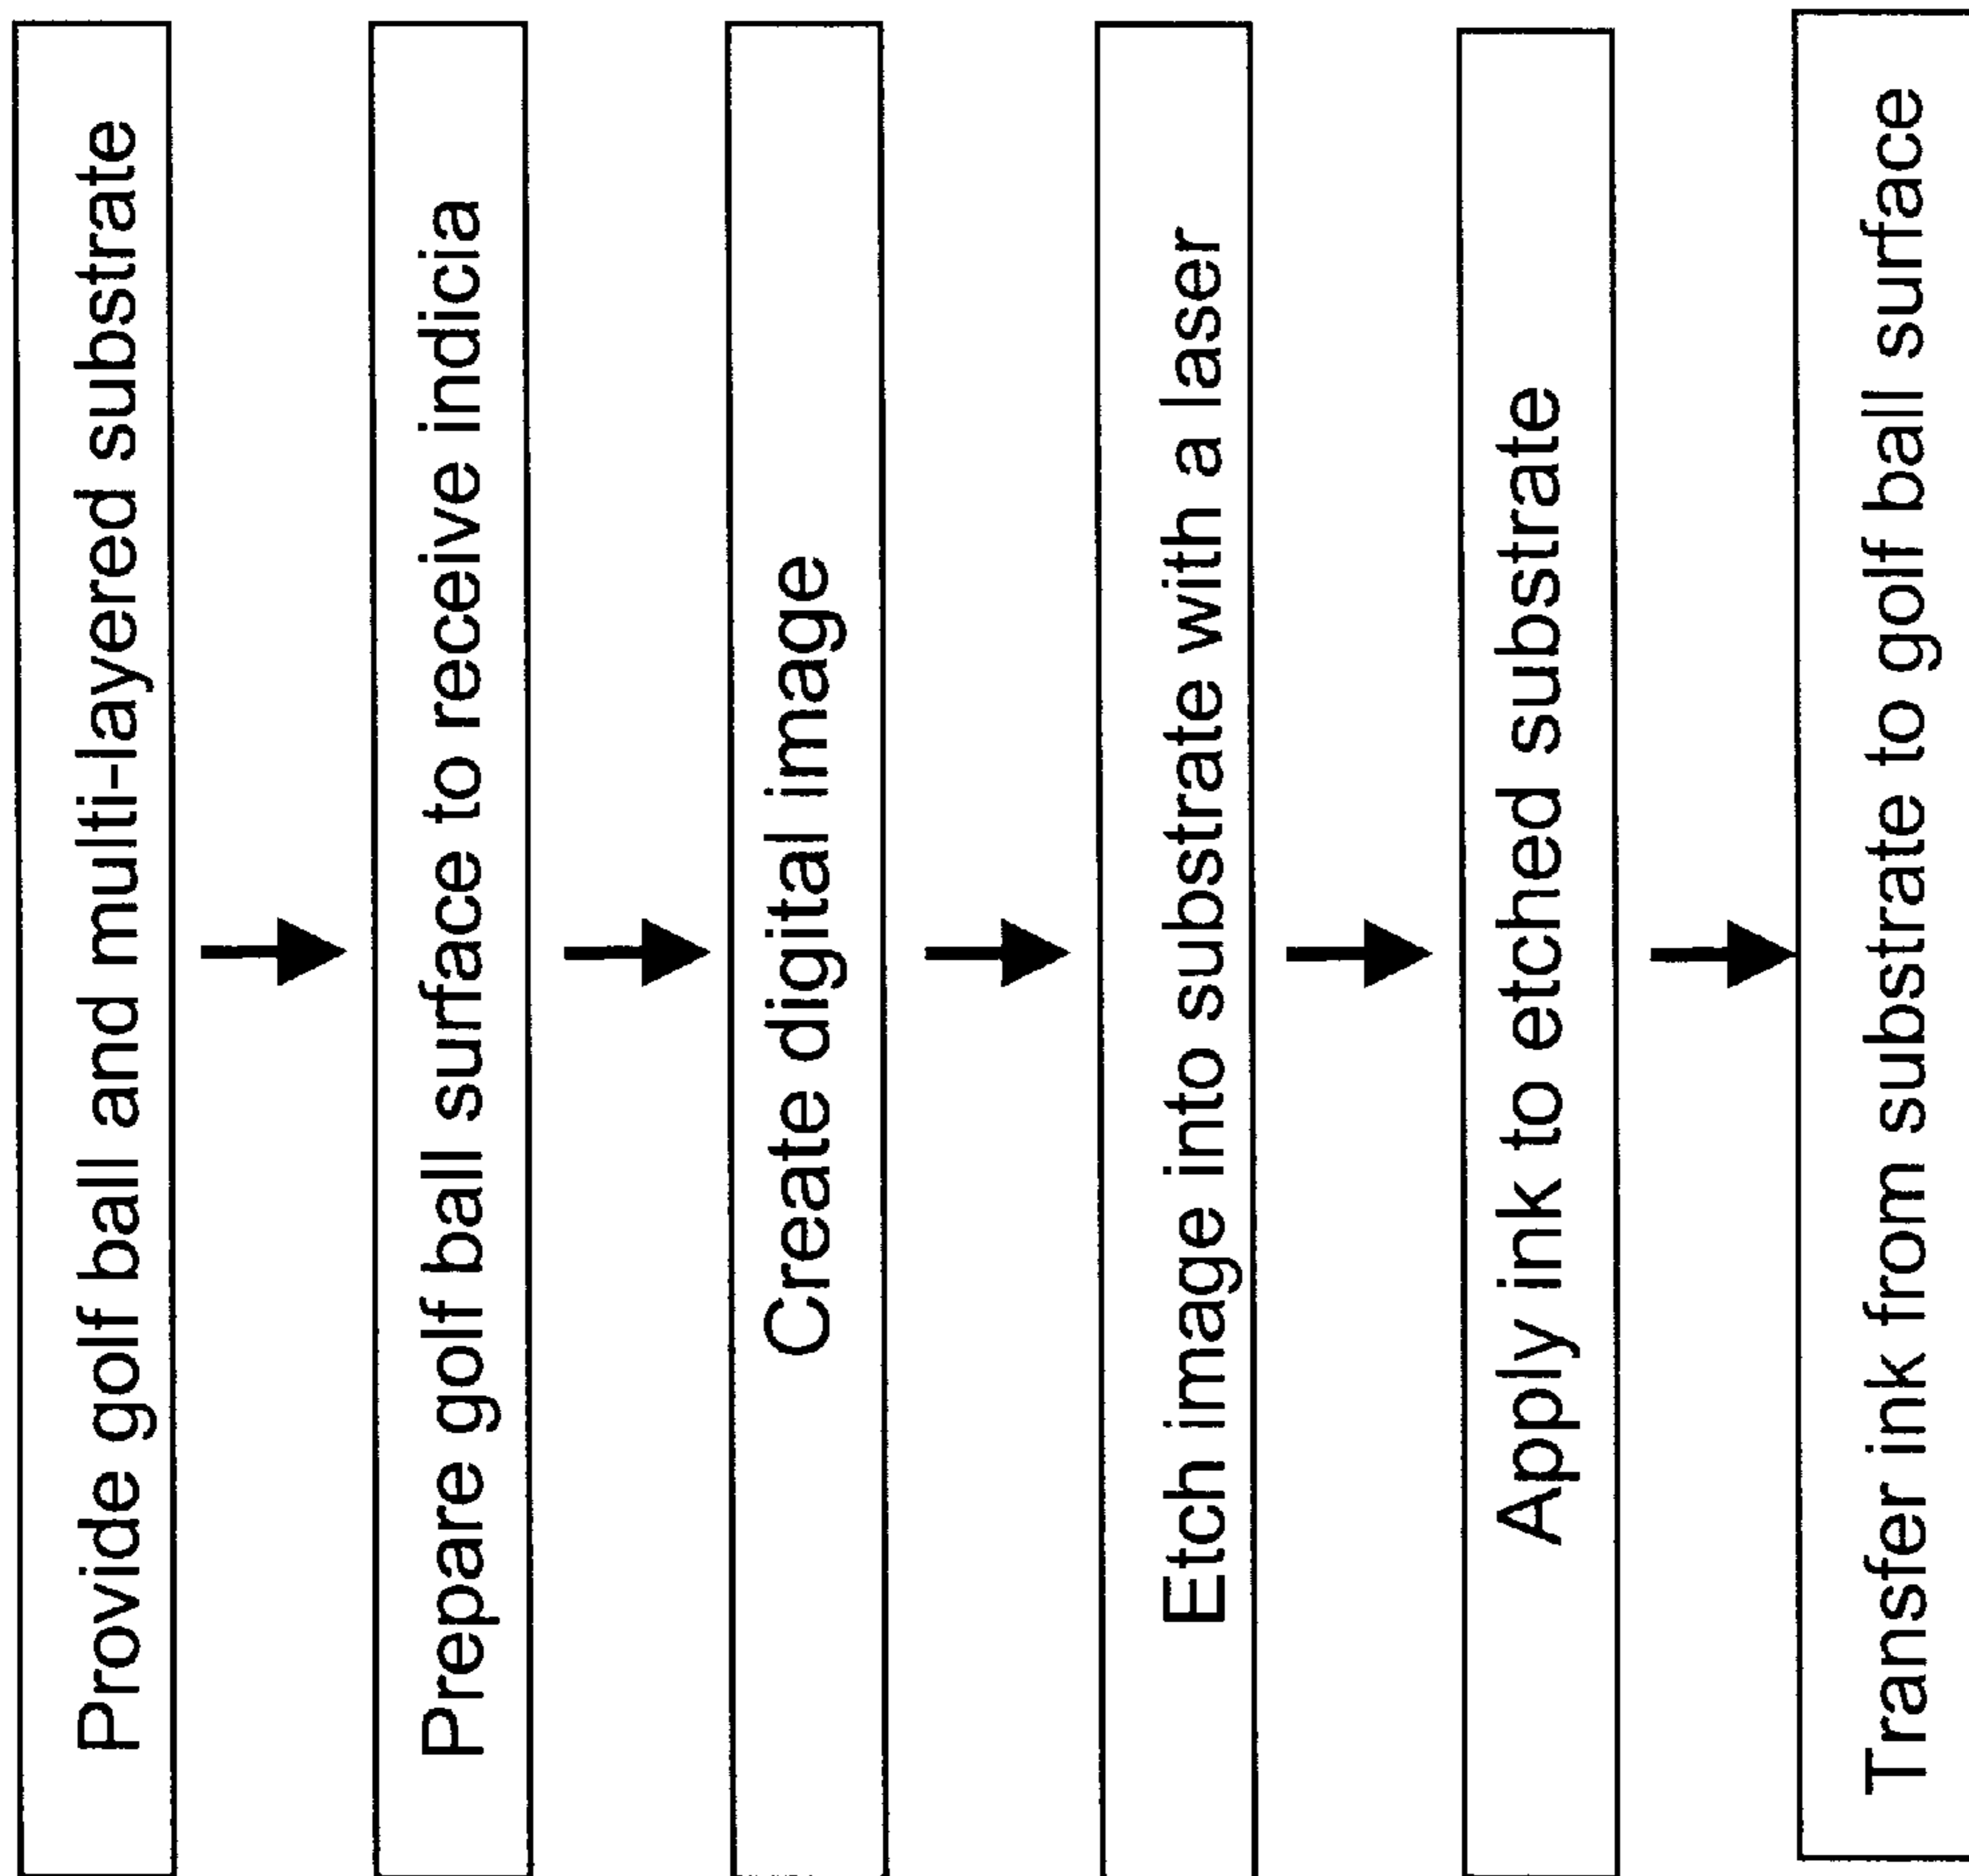 Provide golf ball and multi-layered substrate
Prepare golf ball surface to receive indicia
Create digital image
Etch image into substrate with a laser
Apply ink to etched substrate
Transfer ink from substrate to golf ball surface